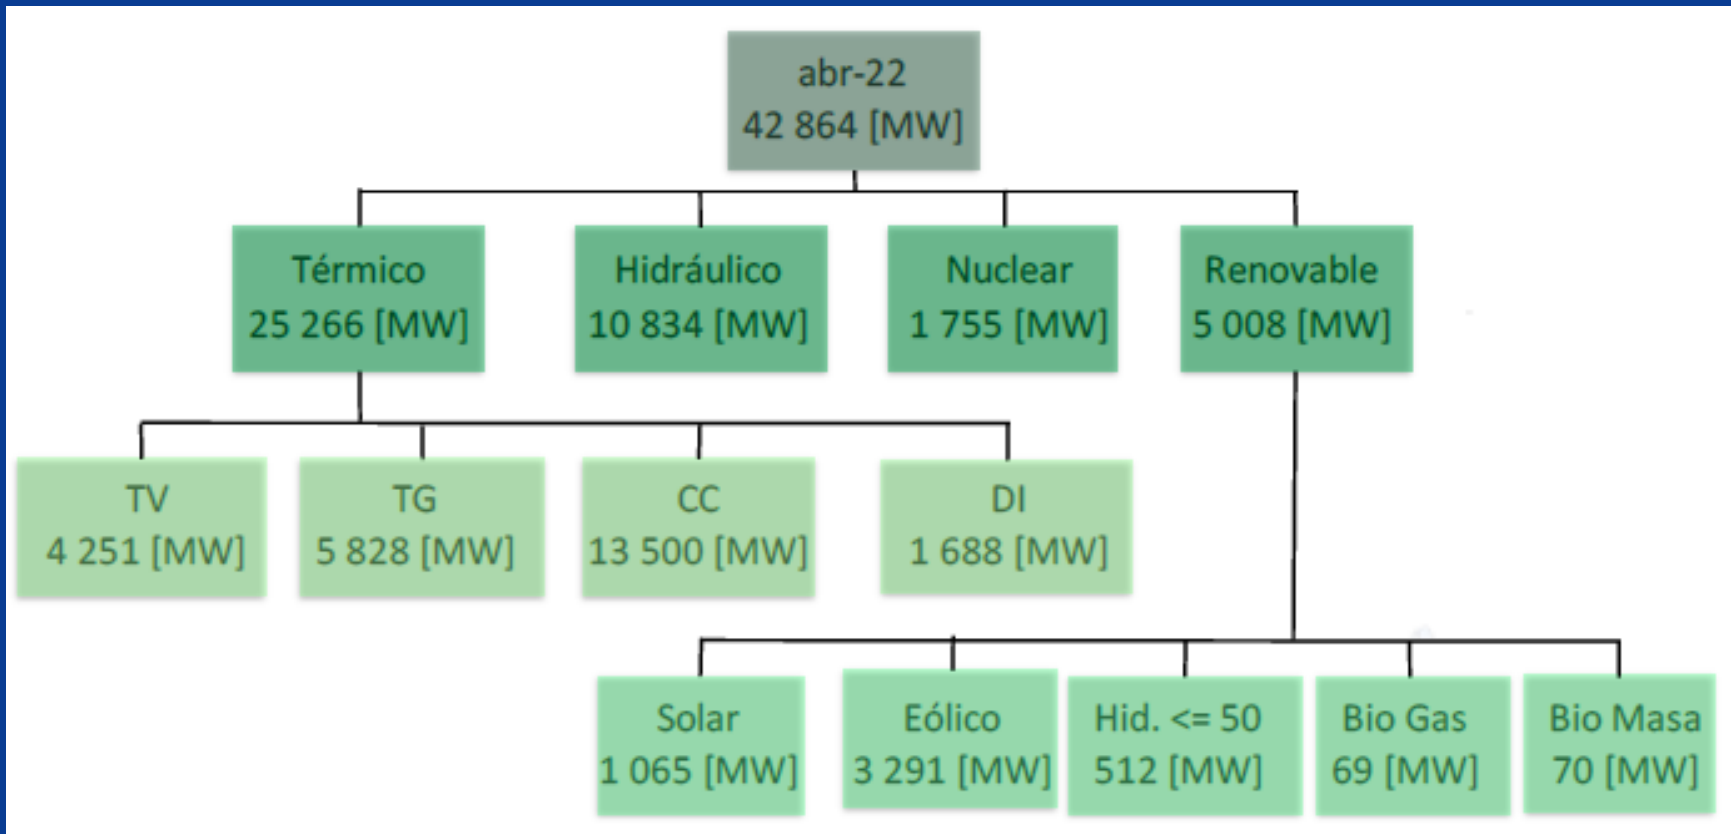 abr-22
42 864 [MW]
Térmico
25 266 [MW]
Hidráulico
10 834 [MW]
Nuclear
1 755 [MW]
Renovable
5 008 [MW]
TV
4 251 [MW]
TG
5 828 [MW]
CC
13 500 [MW]
DI
1 688 [MW]
Solar
1 065 [MW]
Eólico
3 291 [MW]
Hid. <= 50
512 [MW]
Bio Gas
69 [MW]
Bio Masa
70 [MW]